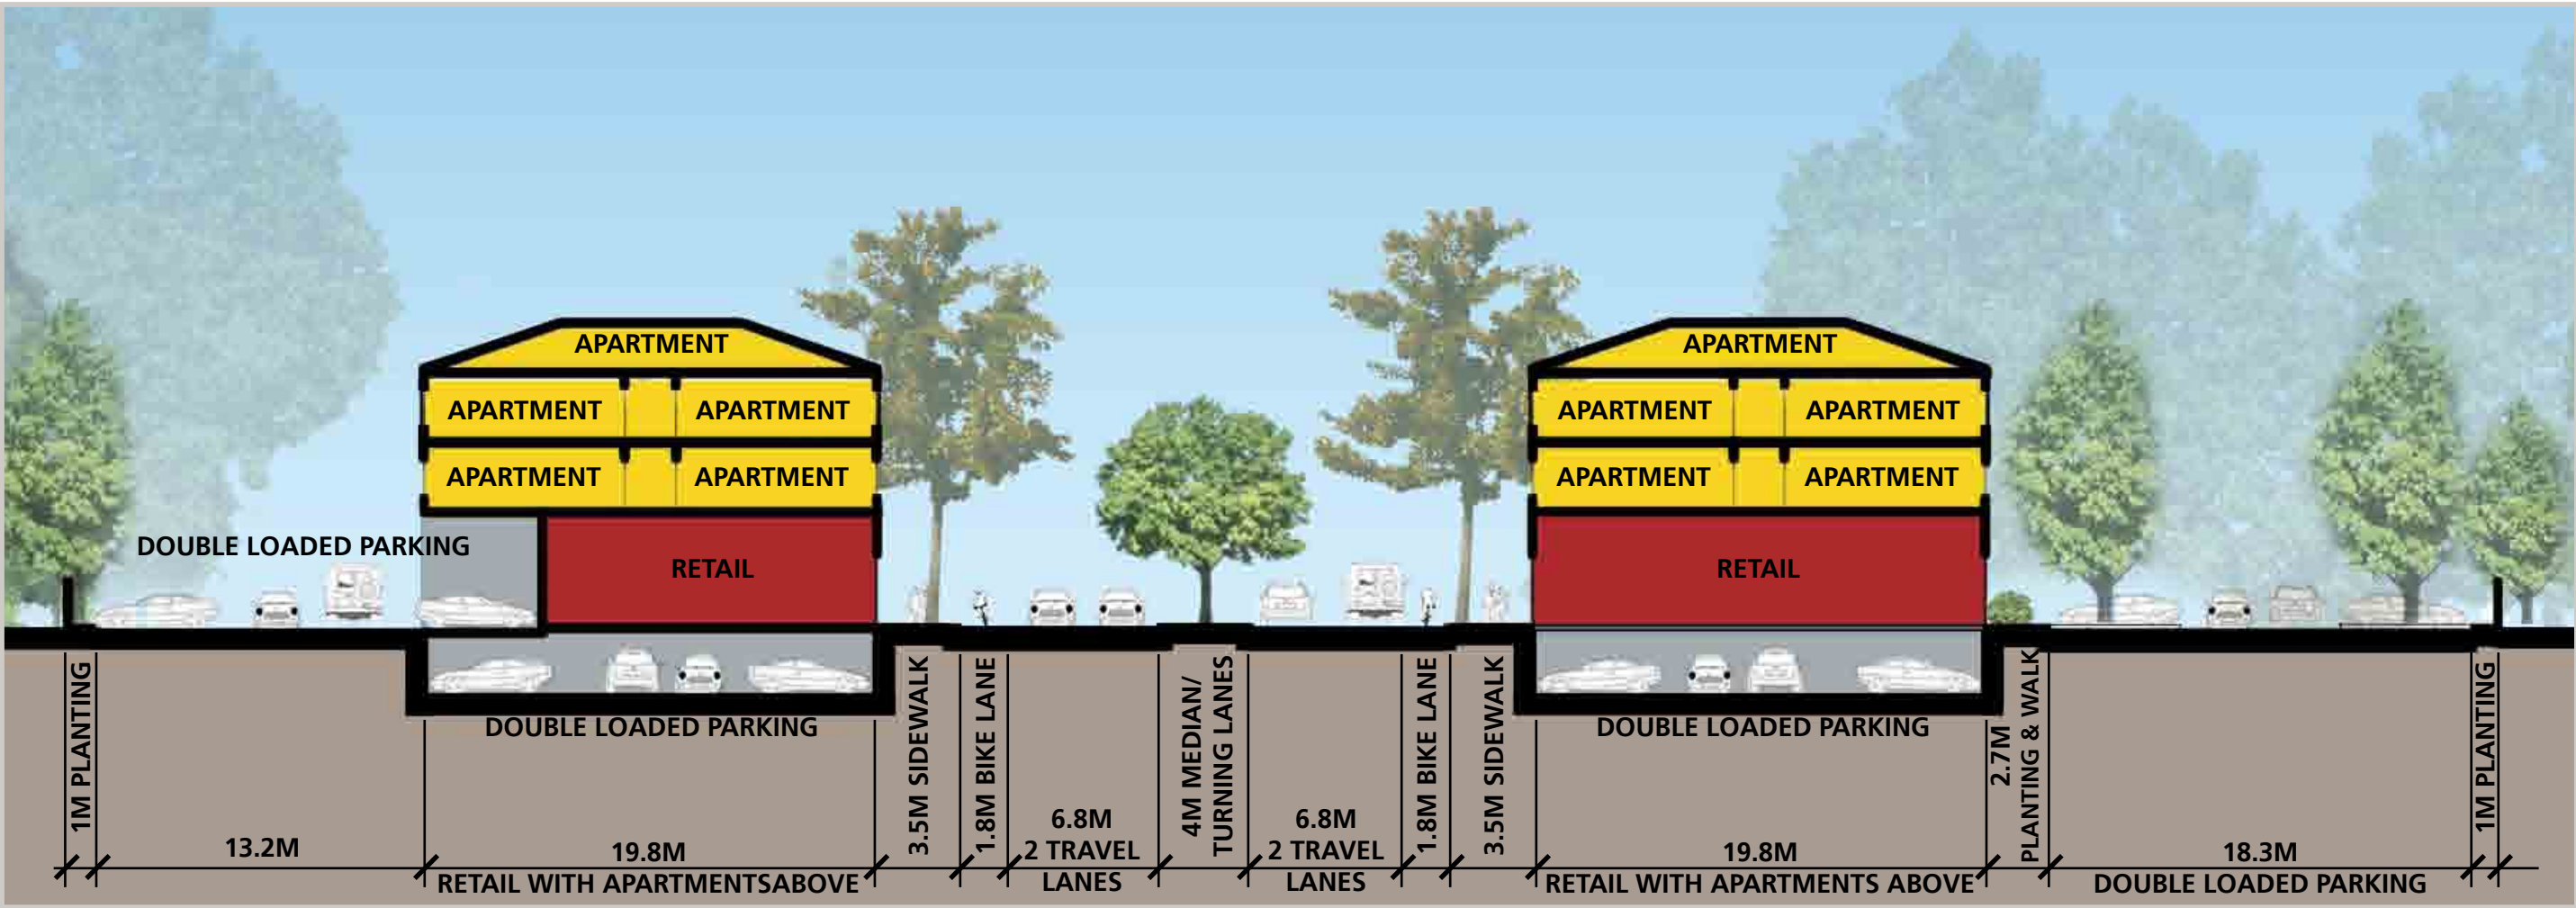 APARTMENT
APARTMENT
APARTMENT APARTMENT
APARTMENT APARTMENT
APARTMENT APARTMENT
APARTMENT APARTMENT
DOUBLE LOADED PARKING
RETAIL
RETAIL
DOUBLE LOADED PARKING
DOUBLE LOADED PARKING
1M PLANTING
13.2M
19.8M
RETAIL WITH APARTMENTSABOVE
3.5M SIDEWALK
1.8M BIKE LANE
6.8M
2 TRAVEL
LANES
4M MEDIAN/
TURNING LANES
6.8M
2 TRAVEL
LANES
1.8M BIKE LANE
3.5M SIDEWALK
19.8M
RETAIL WITH APARTMENTS ABOVE
2.7M
PLANTING & WALK
18.3M
DOUBLE LOADED PARKING
1M PLANTING